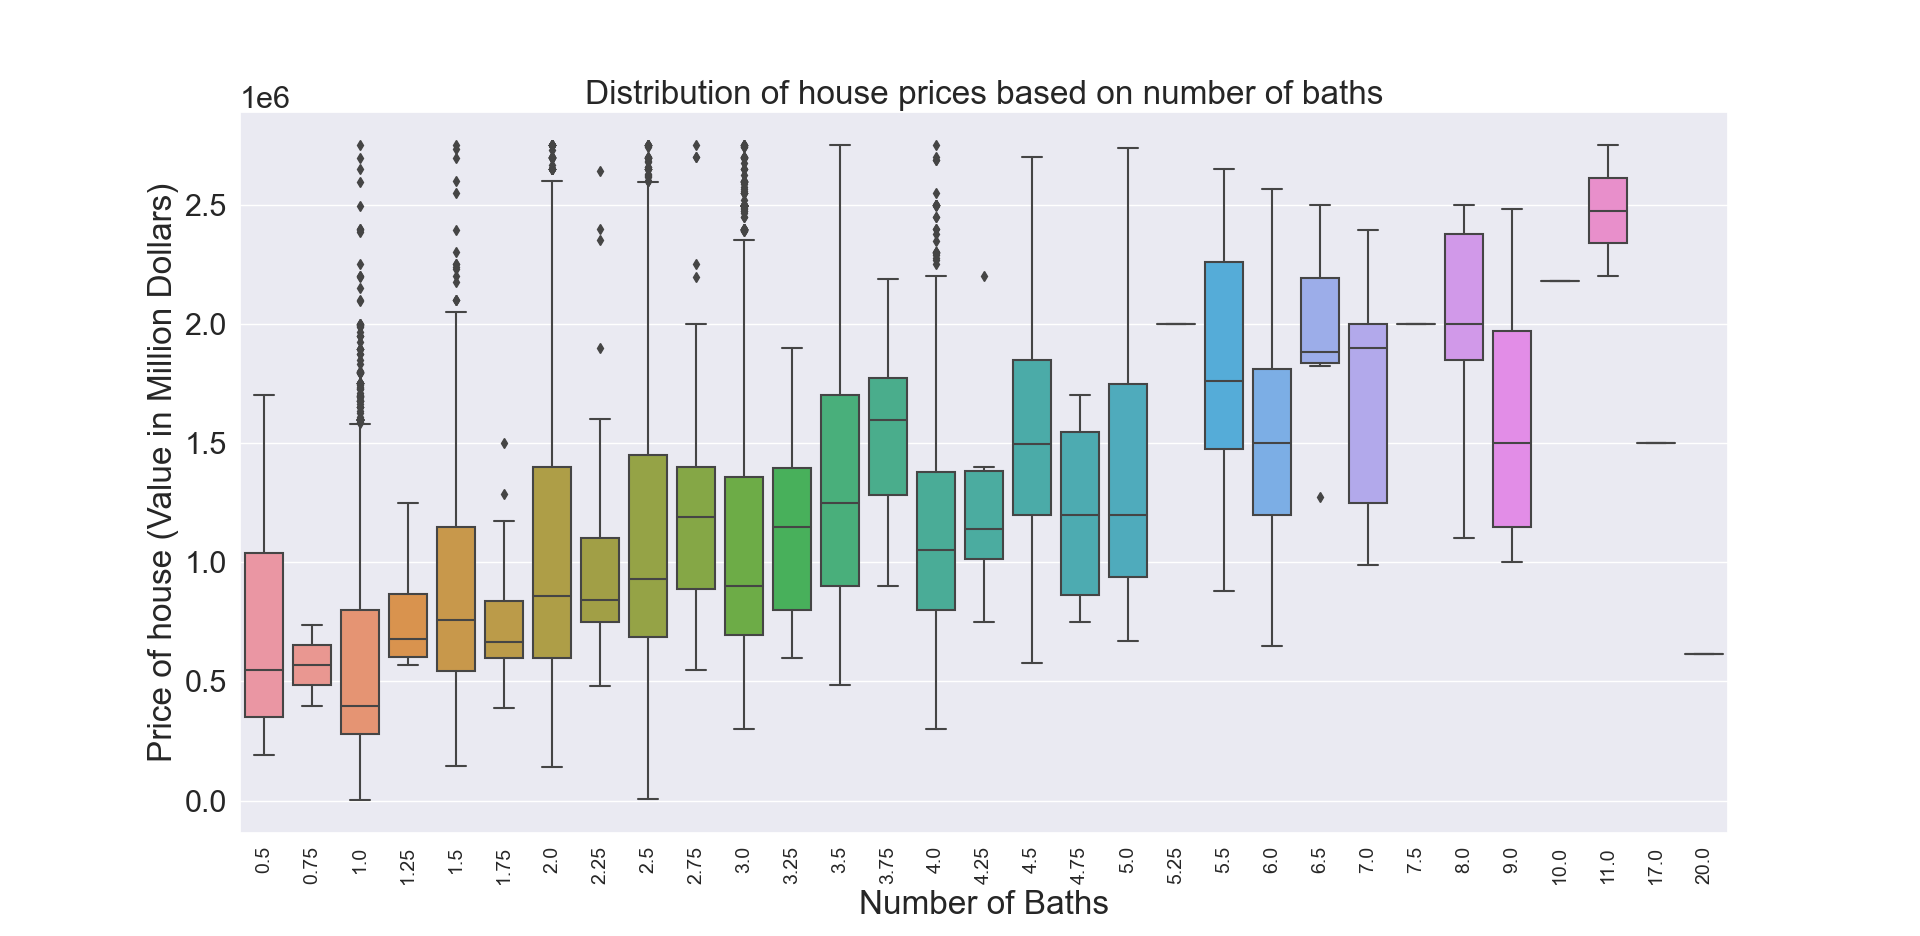 Distribution of house prices based on number of baths
1e6
Price of house (Value in Million Dollars)
2.5
2.0
1.5
1.0
0.5
0.0
0.5 0.75 1.0 1.25 1.5 1.75 2.0 2.25 2.5 2.75 3.0 3.25 3.5 3.75 4.0 4.25 4.5 4.75 5.0 5.25 5.5 6.0 6.5 7.0 7.5 8.0 9.0 10.0 11.0 17.0 20.0
Number of Baths